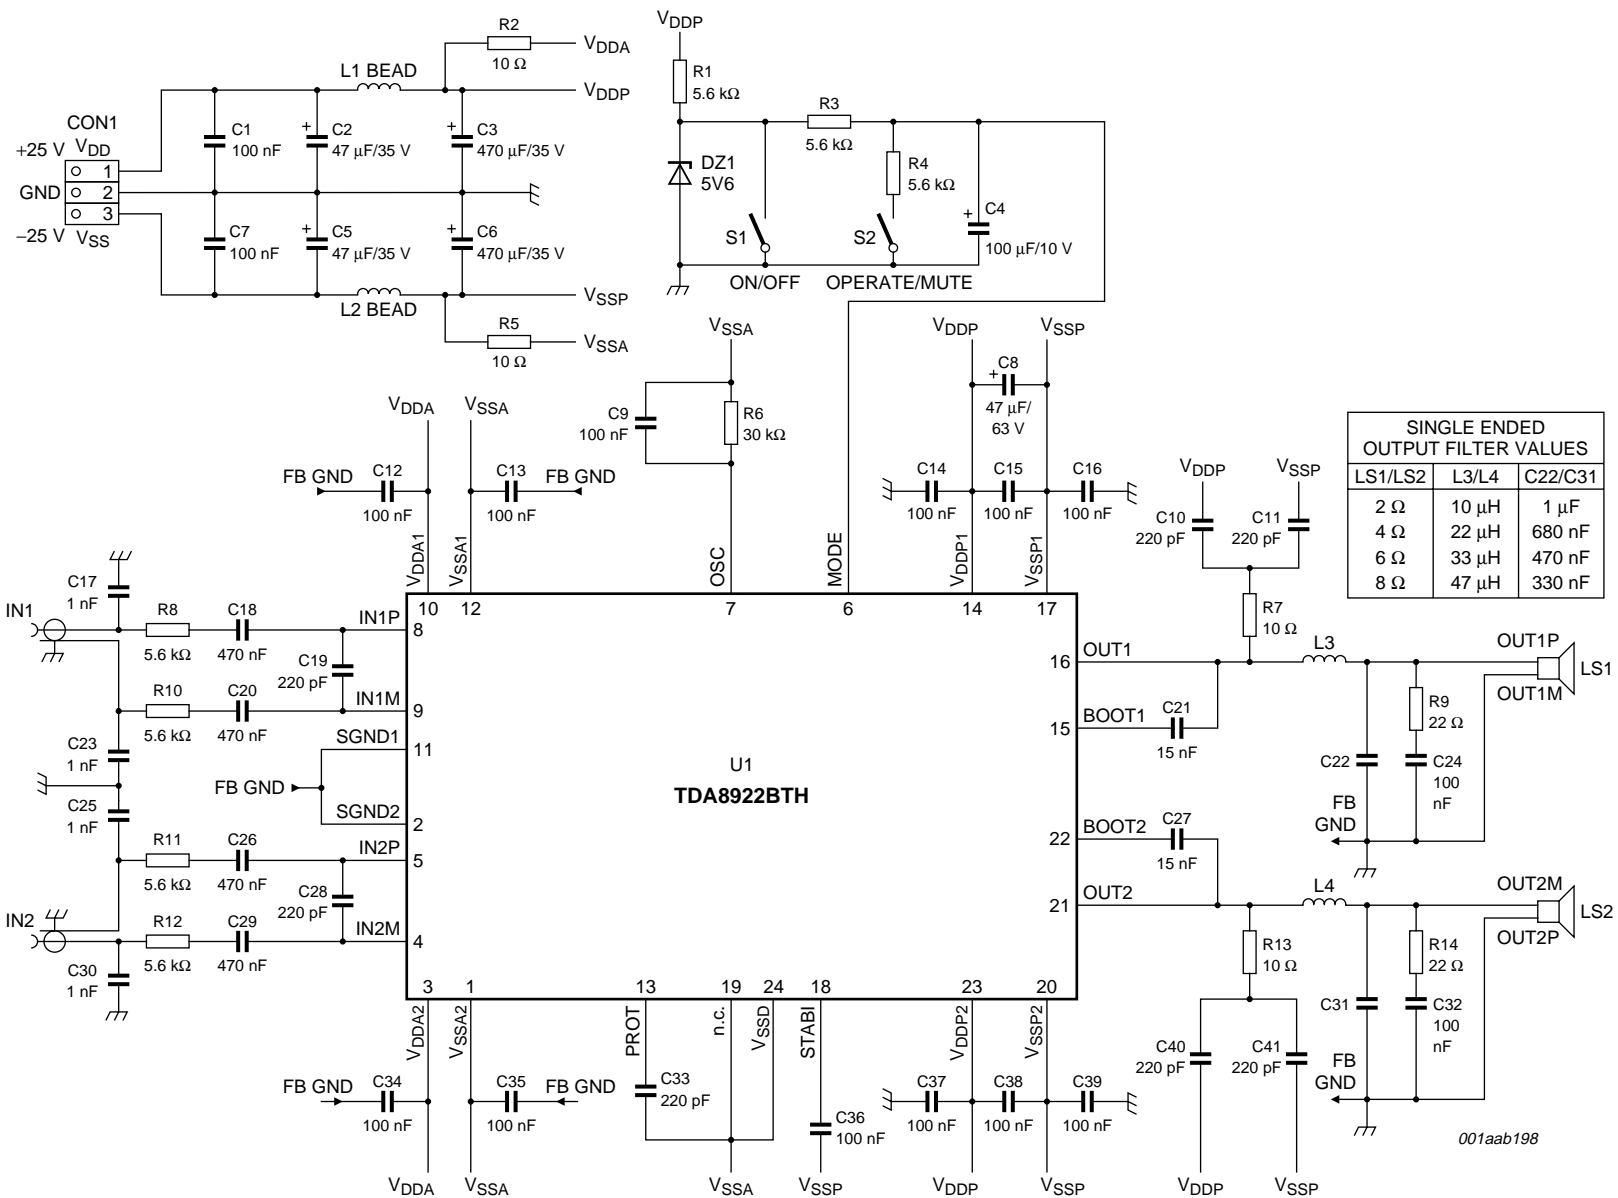 R2
10 Ω
VDDA
L1 BEAD
VDDP
CON1
+25 V VDD
1
GND 2
3
−25 V VSS
C1
100 nF
+ C2
47 μF/35 V
+ C3
470 μF/35 V
C7
100 nF
+ C5
47 μF/35 V
+ C6
470 μF/35 V
L2 BEAD
VSSP
R5
10 Ω
VSSA
VDDP
R1
5.6 kΩ
R3
5.6 kΩ
DZ1
5V6
R4
5.6 kΩ
S1
S2
+ C4
100 μF/10 V
ON/OFF
OPERATE/MUTE
VSSA
C9
100 nF
R6
30 kΩ
VDDP
VSSP
C8
+
47 μF/
63 V
VDDA
VSSA
FB GND
C12
100 nF
C13
100 nF
FB GND
C14
100 nF
C15
100 nF
C16
100 nF
SINGLE ENDED
OUTPUT FILTER VALUES
LS1/LS2 L3/L4 C22/C31
2 Ω 10 μH 1 μF
4 Ω 22 μH 680 nF
6 Ω 33 μH 470 nF
8 Ω 47 μH 330 nF
VDDP
VSSP
C10
220 pF
C11
220 pF
R7
10 Ω
VDDA1
VSSA1
OSC
MODE
VDDP1
VSSP1
10
12
7
6
14
17
C17
1 nF
IN1
R8
5.6 kΩ
C18
470 nF
IN1P
8
C19
220 pF
R10
5.6 kΩ
C20
470 nF
IN1M
9
C23
1 nF
SGND1
11
FB GND
SGND2
2
C25
1 nF
R11
5.6 kΩ
C26
470 nF
IN2P
5
C28
220 pF
IN2
R12
5.6 kΩ
C29
470 nF
IN2M
4
C30
1 nF
U1
TDA8922BTH
16
OUT1
15
BOOT1
C21
15 nF
L3
OUT1P
LS1
OUT1M
R9
22 Ω
C22
C24
100
nF
FB
GND
22
BOOT2
C27
15 nF
21
OUT2
L4
OUT2M
LS2
OUT2P
R13
10 Ω
R14
22 Ω
C31
C32
100
nF
FB
GND
C40
220 pF
C41
220 pF
3
1
13
19
24
18
23
20
VDDA2
VSSA2
PROT
n.c.
VSSD
STABI
VDDP2
VSSP2
FB GND
C34
100 nF
C35
100 nF
FB GND
C33
220 pF
C36
100 nF
C37
100 nF
C38
100 nF
C39
100 nF
VDDA
VSSA
VSSA
VSSP
VDDP
VSSP
VDDP
VSSP
001aab198